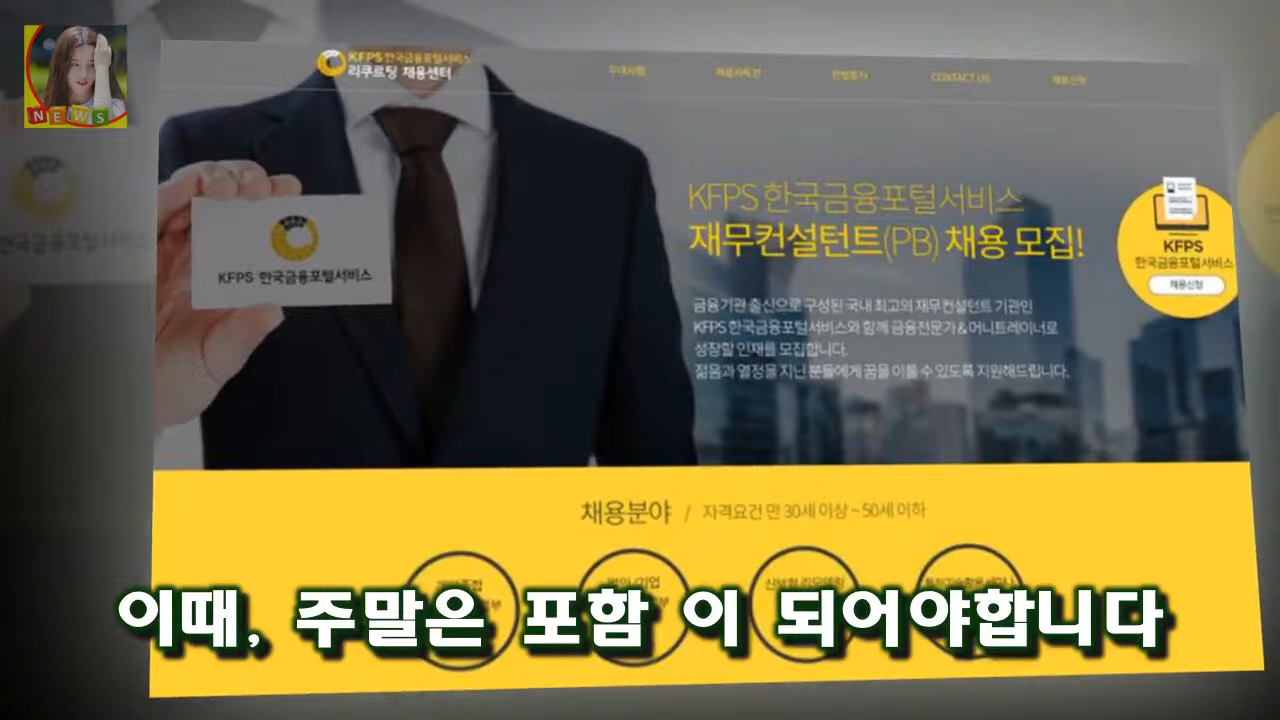 NEWS
KFPS 한국금융포털서비스
리쿠르팅 채용센터
CONTACT US
채용신청
KFPS 한국금융포털서비스
재무컨설턴트(PB) 채용 모집!
금융기관 출신으로 구성된 국내 최고의 재무컨설턴트 기관인
KFPS 한국금융포털서비스와 함께 금융전문가&머니트레이너로
성장할 인재를 모집합니다.
젊음과 열정을 지닌 분들에게 꿈을 이룰 수 있도록 지원해드립니다.
KFPS 한국금융포털서비스
KFPS
한국금융포털서비스
채용신청
채용분야 / 자격요건 만 30세 이상 ~ 50세 이하
이때, 주말은 포함 이 되어야합니다